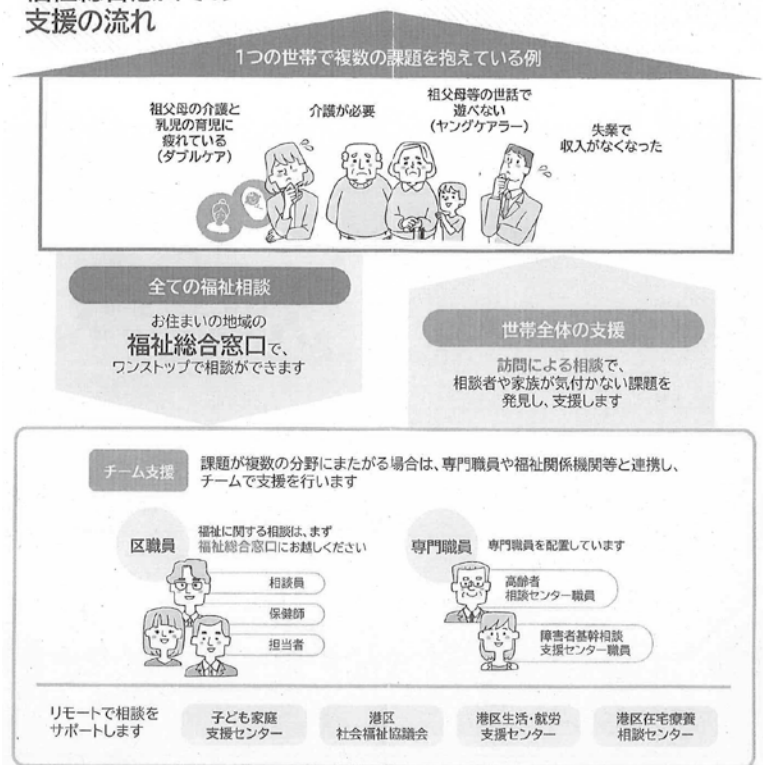 支援の流れ
1つの世帯で複数の課題を抱えている例
祖父母の介護と
乳児の育児に
疲れている
(ダブルケア)
介護が必要
祖父母等の世話で
遊べない
(ヤングケアラー)
失業で
収入がなくなった
全ての福祉相談
お住まいの地域の
福祉総合窓口で、
ワンストップで相談ができます
世帯全体の支援
訪問による相談で、
相談者や家族が気付かない課題を
発見し、支援します
チーム支援
課題が複数の分野にまたがる場合は、専門職員や福祉関係機関等と連携し、
チームで支援を行います
区職員
福祉に関する相談は、まず
福祉総合窓口にお越しください
相談員
保健師
担当者
専門職員
専門職員を配置しています
高齢者
相談センター職員
障害者基幹相談
支援センター職員
リモートで相談を
サポートします
子ども家庭
支援センター
港区
社会福祉協議会
港区生活・就労
支援センター
港区在宅療養
相談センター